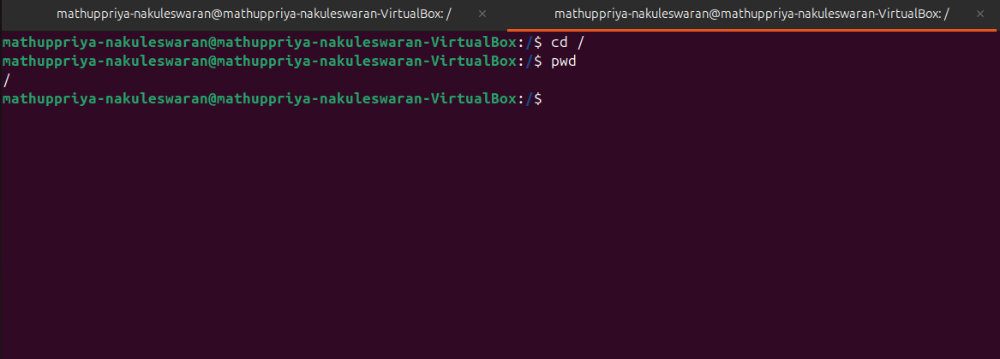 mathuppriya-nakuleswaran@mathuppriya-nakuleswaran-VirtualBox: / × mathuppriya-nakuleswaran@mathuppriya-nakuleswaran-VirtualBox: / ×
mathuppriya-nakuleswaran@mathuppriya-nakuleswaran-VirtualBox:/$ cd /
mathuppriya-nakuleswaran@mathuppriya-nakuleswaran-VirtualBox:/$ pwd
/
mathuppriya-nakuleswaran@mathuppriya-nakuleswaran-VirtualBox:/$